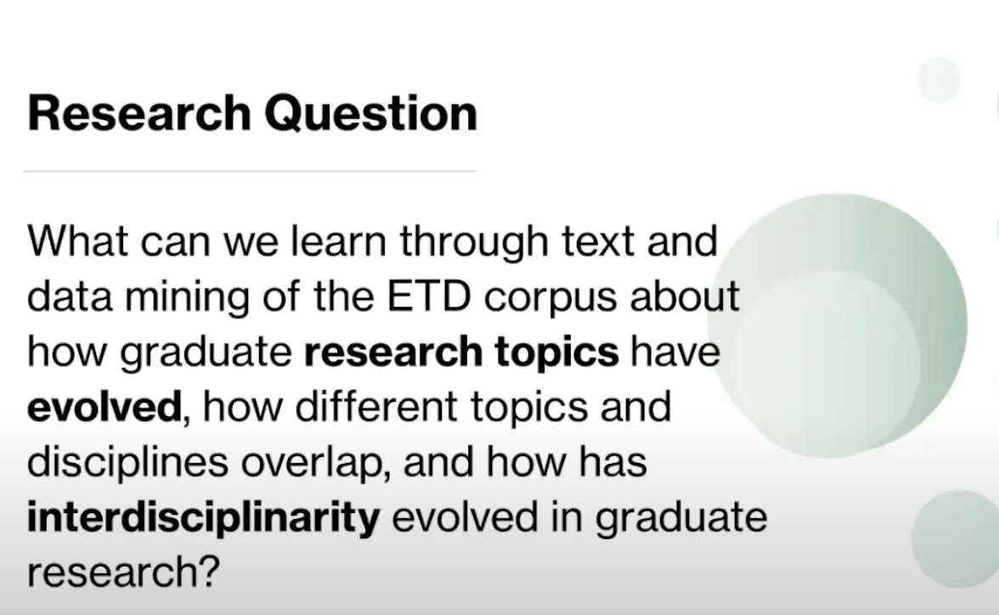 Research Question
What can we learn through text and
data mining of the ETD corpus about
how graduate research topics have
evolved, how different topics and
disciplines overlap, and how has
interdisciplinarity evolved in graduate
research?